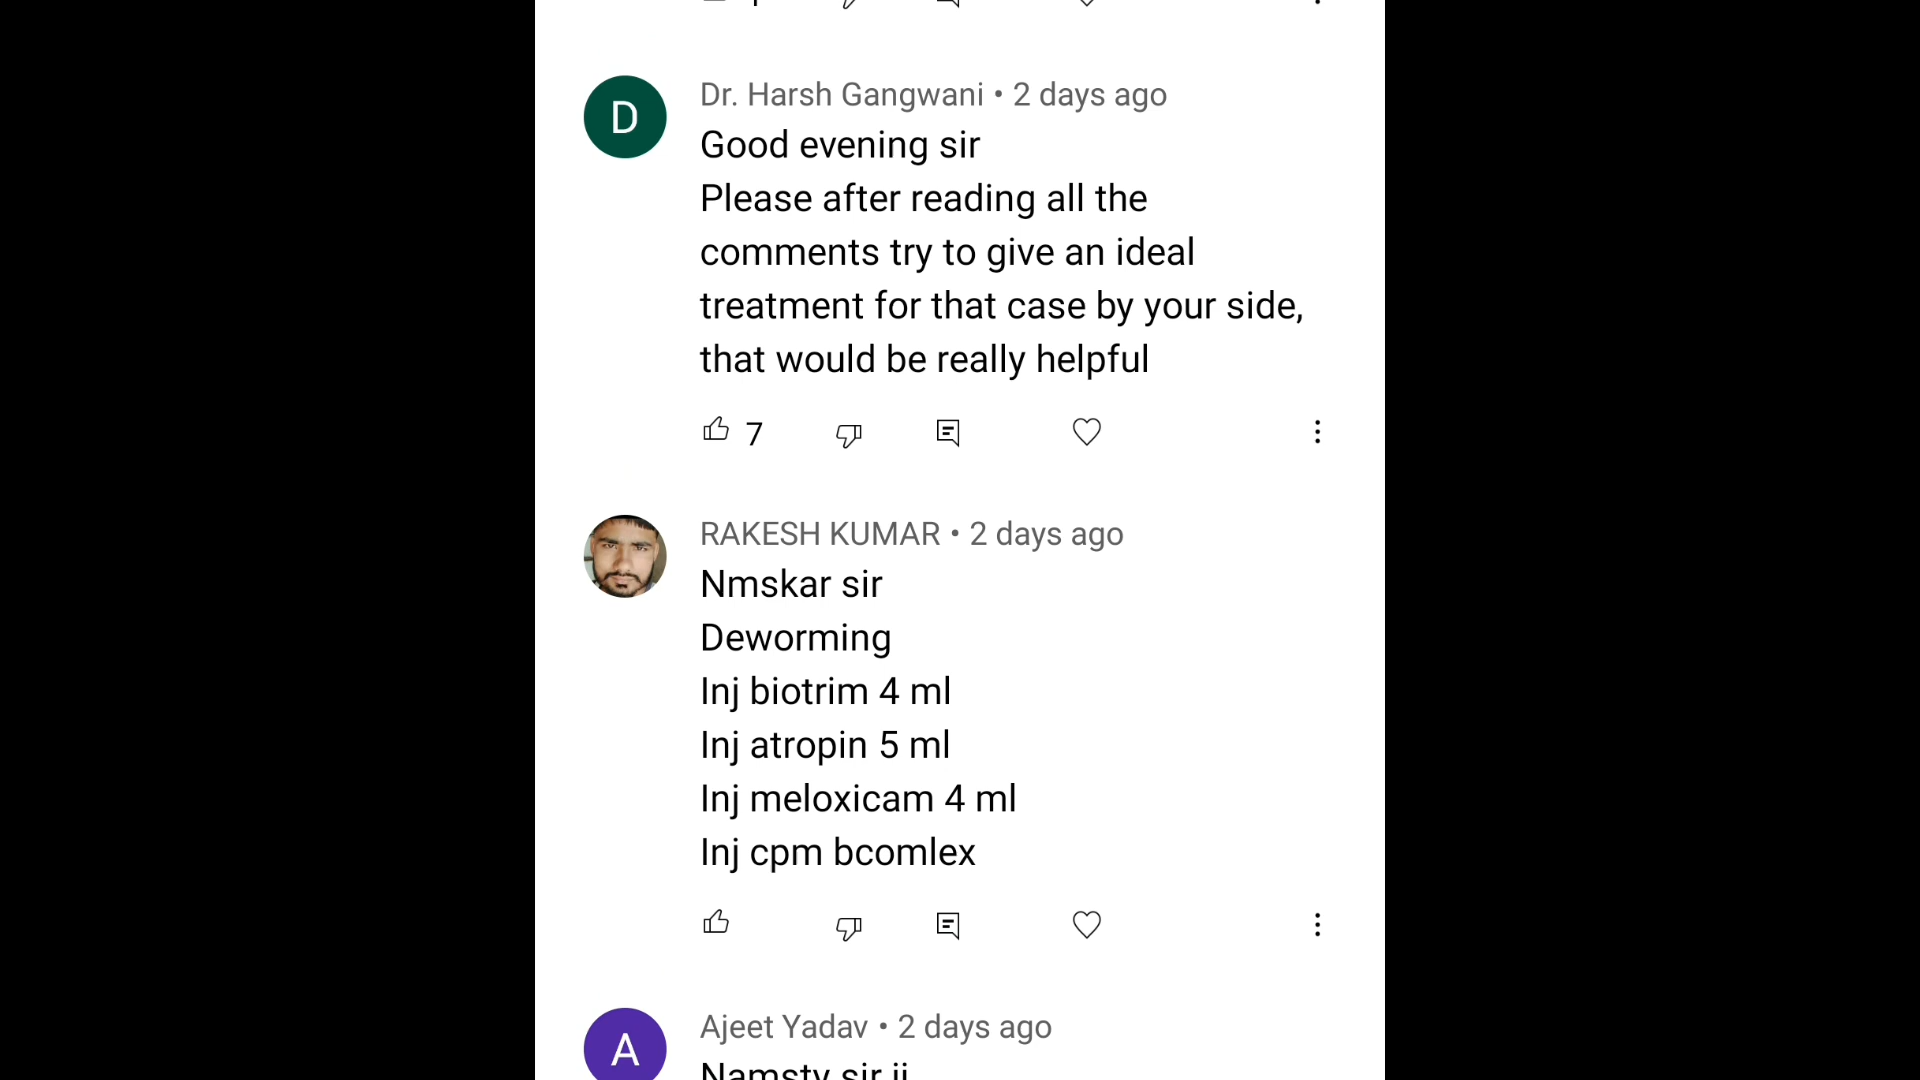 D
Dr. Harsh Gangwani • 2 days ago
Good evening sir
Please after reading all the
comments try to give an ideal
treatment for that case by your side,
that would be really helpful
7
RAKESH KUMAR • 2 days ago
Nmskar sir
Deworming
Inj biotrim 4 ml
Inj atropin 5 ml
Inj meloxicam 4 ml
Inj cpm bcomlex
A
Ajeet Yadav • 2 days ago
Namsty sir ji